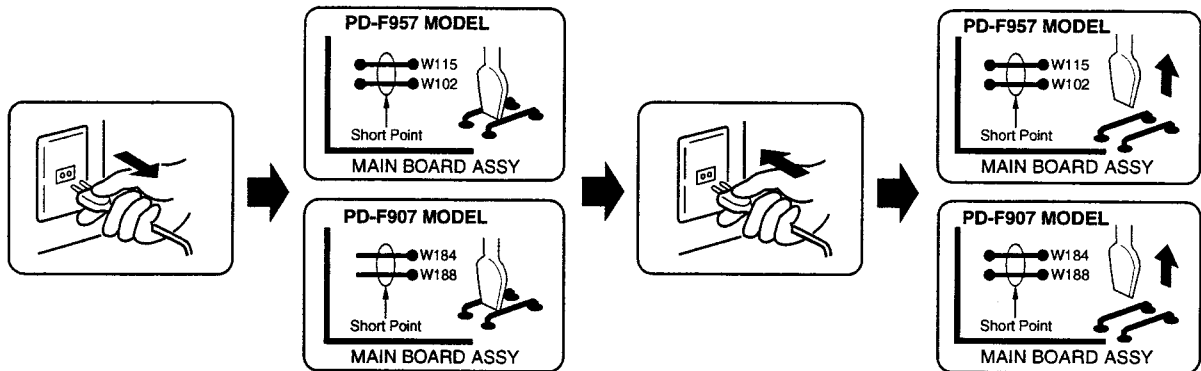 PD-F957 MODEL
W115
W102
Short Point
MAIN BOARD ASSY
PD-F907 MODEL
W184
W188
Short Point
MAIN BOARD ASSY
PD-F957 MODEL
W115
W102
Short Point
MAIN BOARD ASSY
PD-F907 MODEL
W184
W188
Short Point
MAIN BOARD ASSY